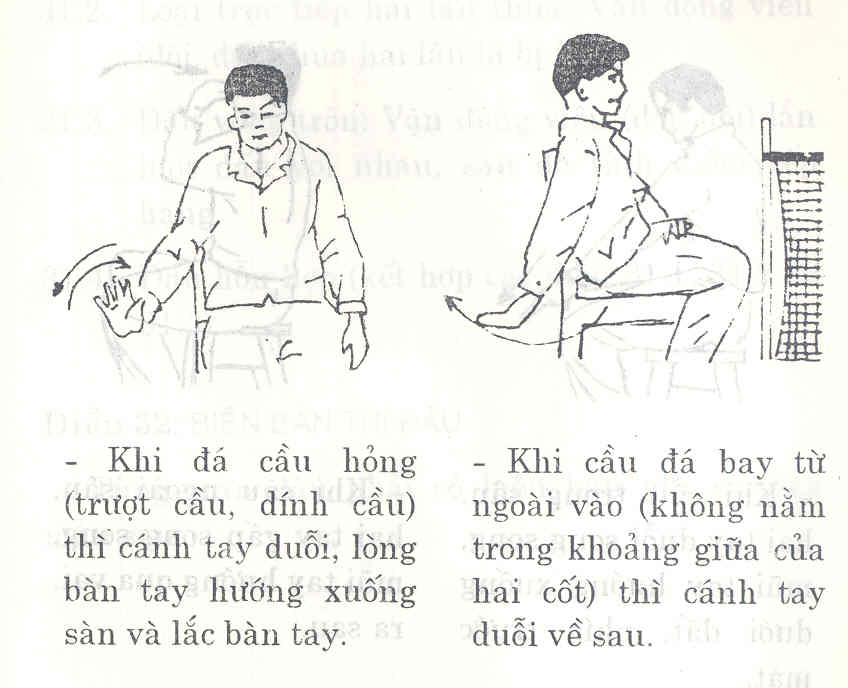 - Khi đá cầu hỏng
(trượt cầu, dính cầu)
thì cánh tay duỗi, lòng
bàn tay hướng xuống
sàn và lắc bàn tay.
- Khi cầu đá bay từ
ngoài vào (không nằm
trong khoảng giữa của
hai cốt) thì cánh tay
duỗi về sau.